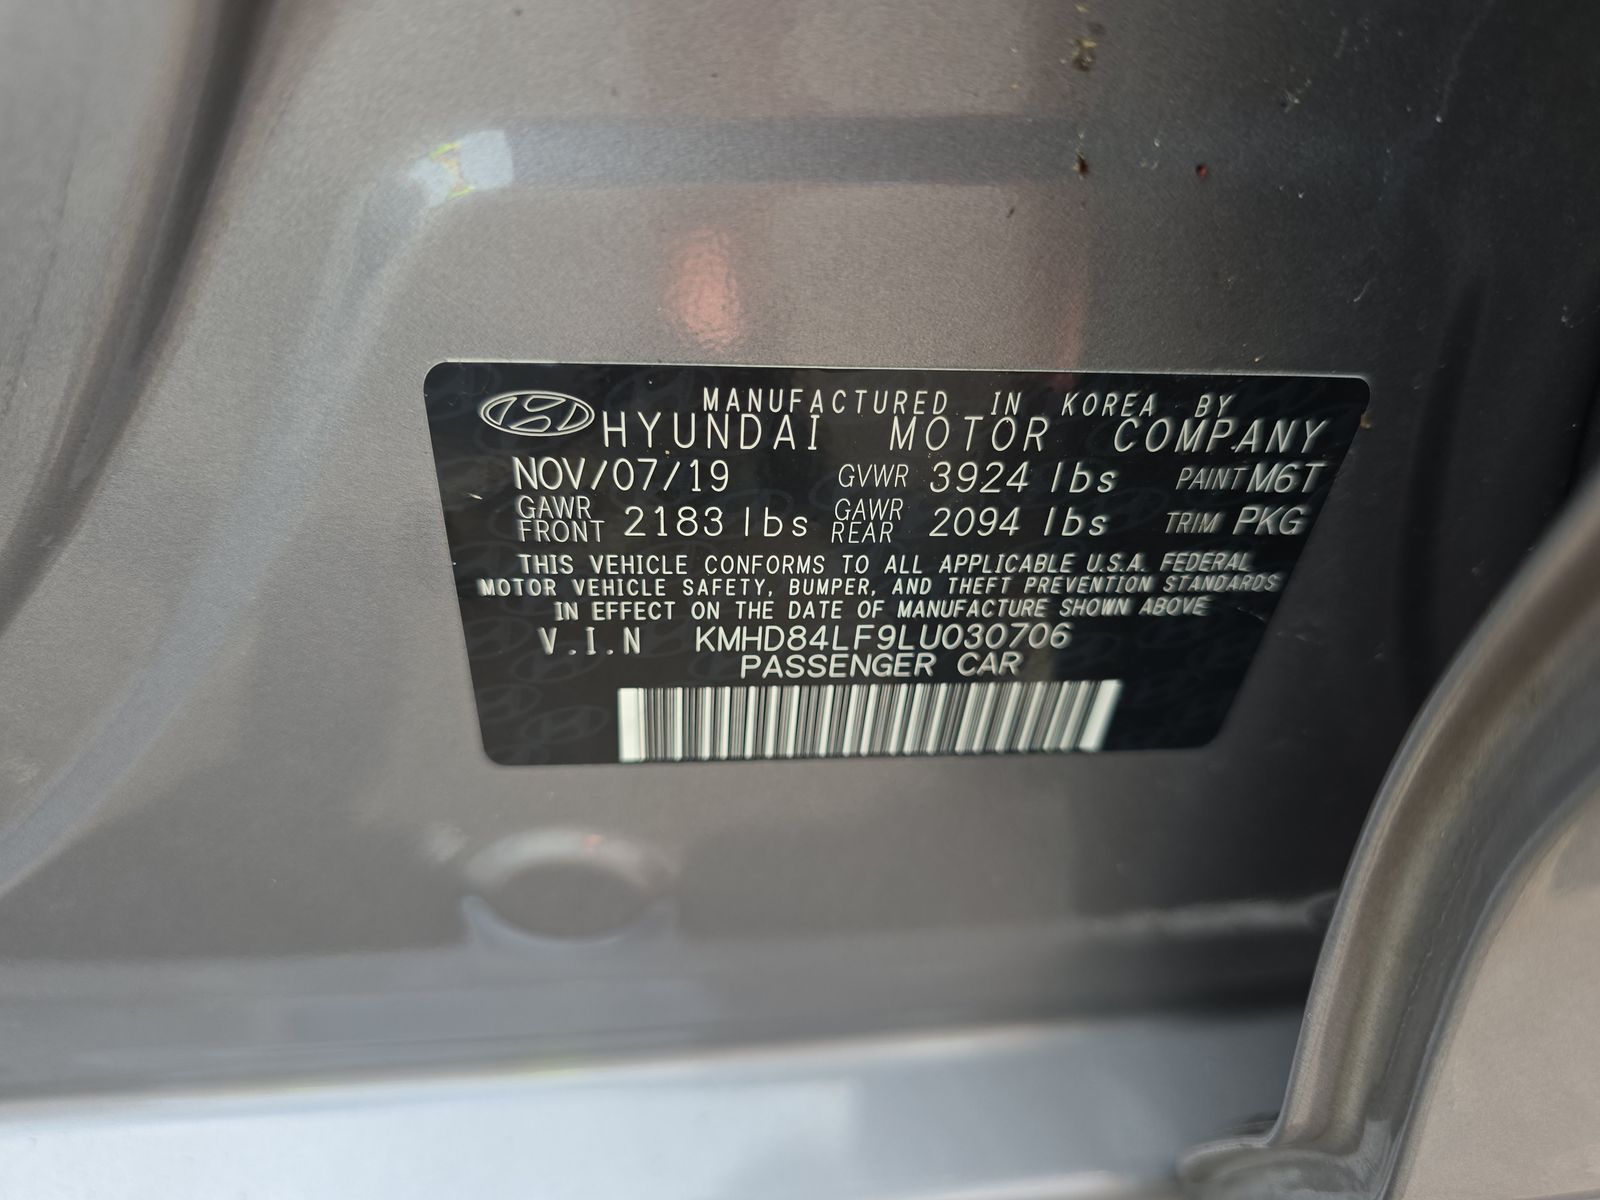 MANUFACTURED IN KOREA BY
HYUNDAI MOTOR COMPANY
NOV/07/19 GVWR 3924 lbs PAINT M6T
GAWR FRONT 2183 lbs GAWR REAR 2094 lbs TRIM PKG
THIS VEHICLE CONFORMS TO ALL APPLICABLE U.S.A. FEDERAL
MOTOR VEHICLE SAFETY, BUMPER, AND THEFT PREVENTION STANDARDS
IN EFFECT ON THE DATE OF MANUFACTURE SHOWN ABOVE
V.I.N KMHD84LF9LU030706
PASSENGER CAR